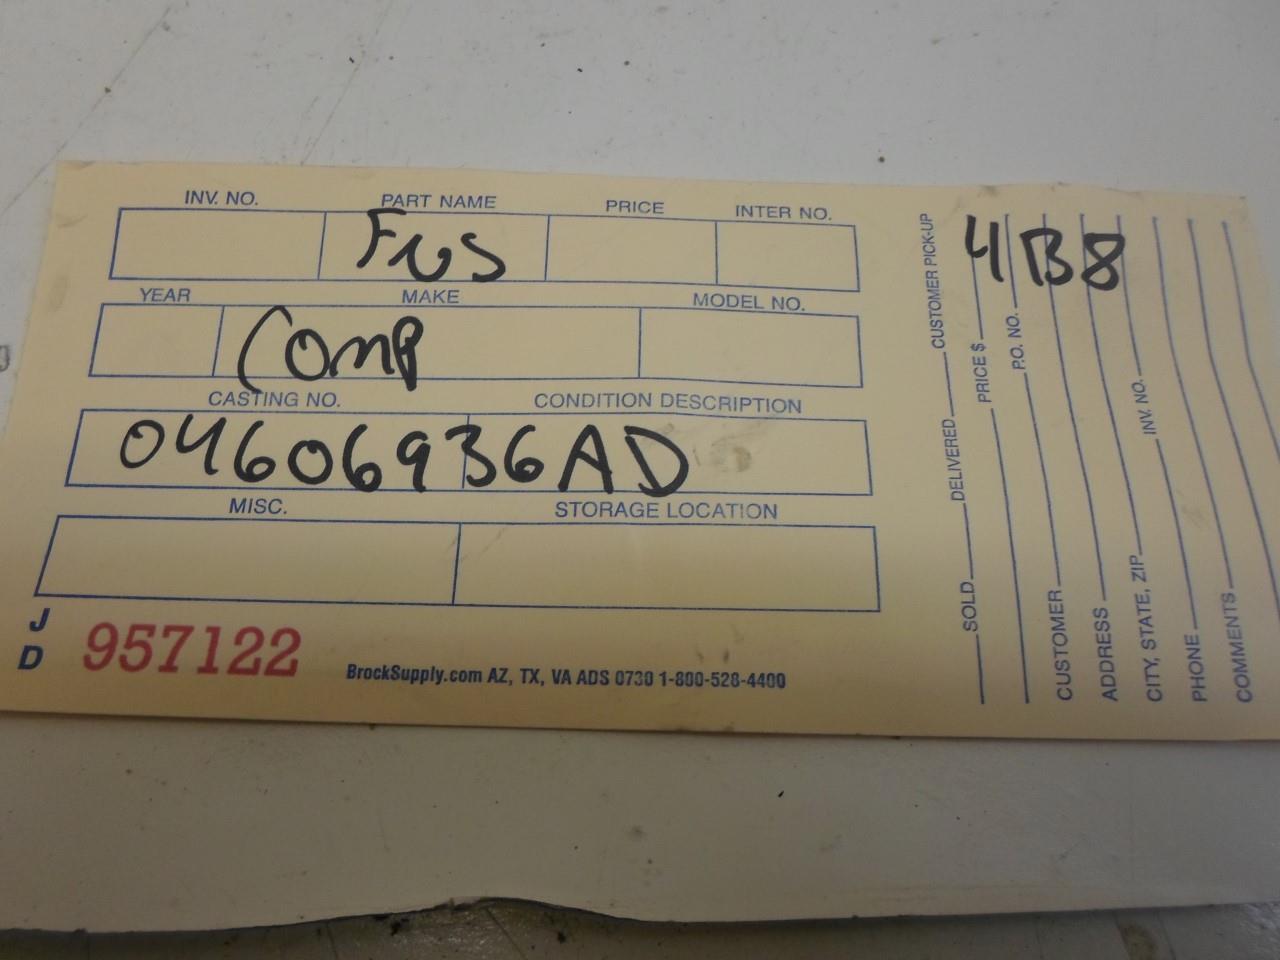 INV. NO. PART NAME PRICE INTER NO.
Fus
YEAR MAKE MODEL NO.
Comp
CASTING NO. CONDITION DESCRIPTION
04606936AD
MISC. STORAGE LOCATION
J
D 957122
BrockSupply.com AZ, TX, VA ADS 0730 1-800-528-4400
4B8
SOLD DELIVERED CUSTOMER PICK-UP
PRICE $
P.O. NO.
CUSTOMER
ADDRESS
CITY, STATE, ZIP INV. NO.
PHONE
COMMENTS